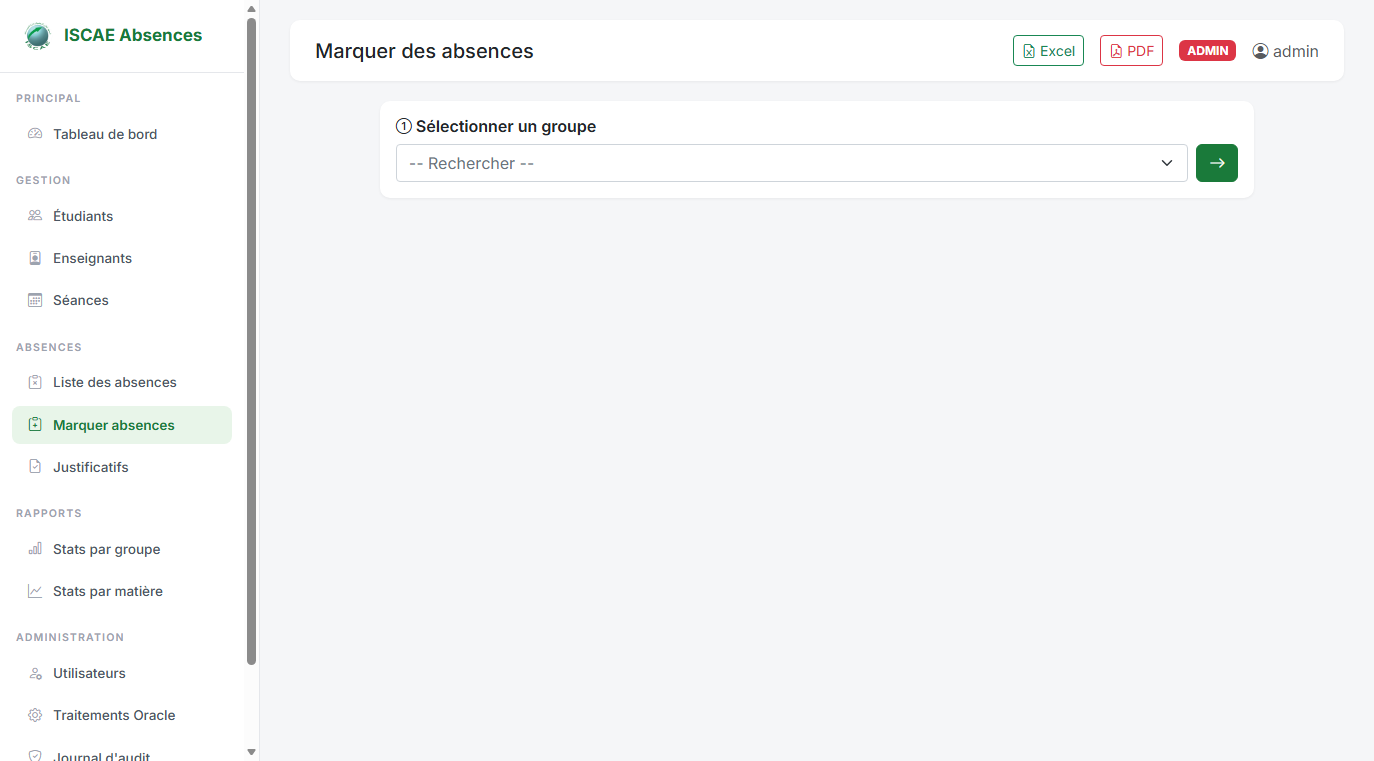 ISCAE Absences
PRINCIPAL
Tableau de bord
GESTION
Étudiants
Enseignants
Séances
ABSENCES
Liste des absences
Marquer absences
Justificatifs
RAPPORTS
Stats par groupe
Stats par matière
ADMINISTRATION
Utilisateurs
Traitements Oracle
Journal d'audit
Marquer des absences
Excel
PDF
ADMIN
admin
① Sélectionner un groupe
-- Rechercher --